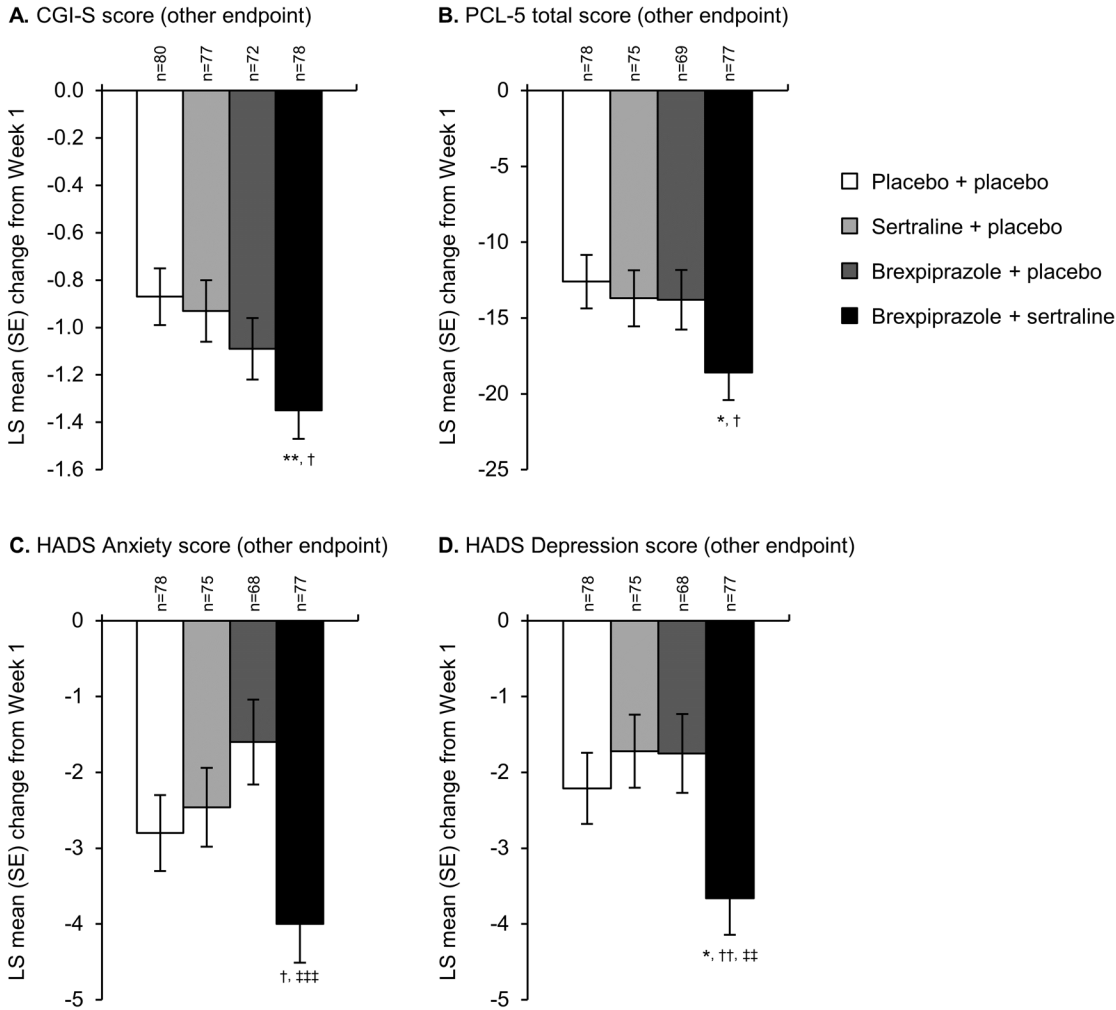 A. CGI-S score (other endpoint)
n=80
n=77
n=72
n=78
LS mean (SE) change from Week 1
0.0
-0.2
-0.4
-0.6
-0.8
-1.0
-1.2
-1.4
-1.6
**, †
B. PCL-5 total score (other endpoint)
n=78
n=75
n=69
n=77
LS mean (SE) change from Week 1
0
-5
-10
-15
-20
-25
*, †
Placebo + placebo
Sertraline + placebo
Brexpiprazole + placebo
Brexpiprazole + sertraline
C. HADS Anxiety score (other endpoint)
n=78
n=75
n=68
n=77
LS mean (SE) change from Week 1
0
-1
-2
-3
-4
-5
†, ‡‡‡
D. HADS Depression score (other endpoint)
n=78
n=75
n=68
n=77
LS mean (SE) change from Week 1
0
-1
-2
-3
-4
-5
*, ††, ‡‡